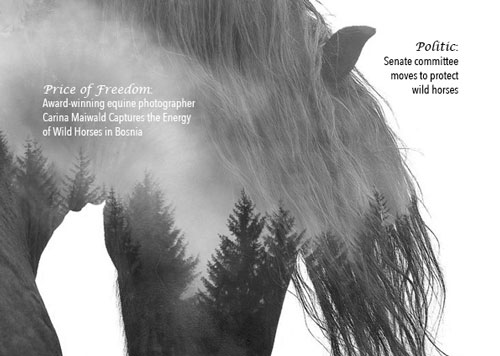 Price of Freedom:
Award-winning equine photographer
Carina Maiwald Captures the Energy
of Wild Horses in Bosnia
Politic:
Senate committee
moves to protect
wild horses